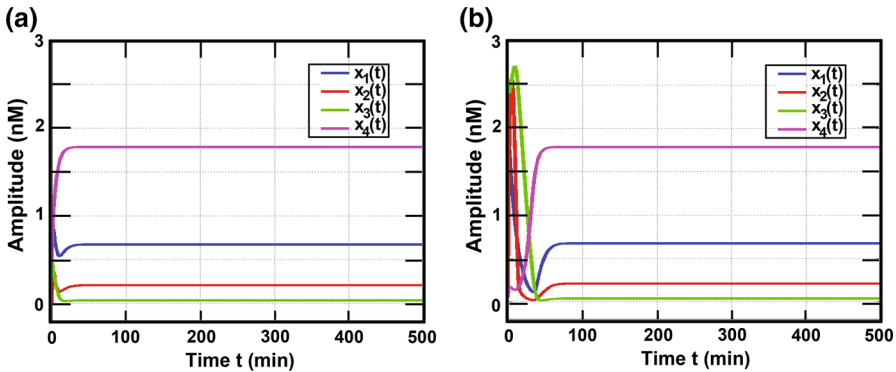 (a)
3
2
1
0
Amplitude (nM)
x1(t)
x2(t)
x3(t)
x4(t)
0 100 200 300 400 500
Time t (min)
(b)
3
2
1
0
Amplitude (nM)
x1(t)
x2(t)
x3(t)
x4(t)
0 100 200 300 400 500
Time t (min)